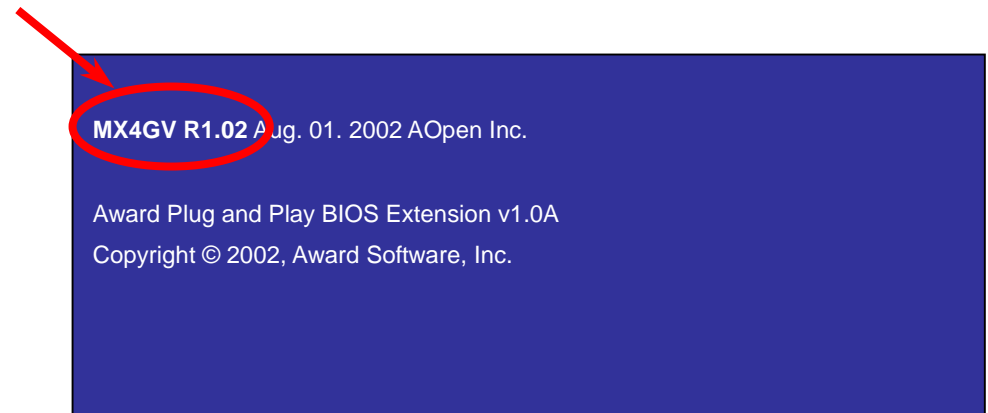 MX4GV R1.02 Aug. 01. 2002 AOpen Inc.
Award Plug and Play BIOS Extension v1.0A
Copyright © 2002, Award Software, Inc.